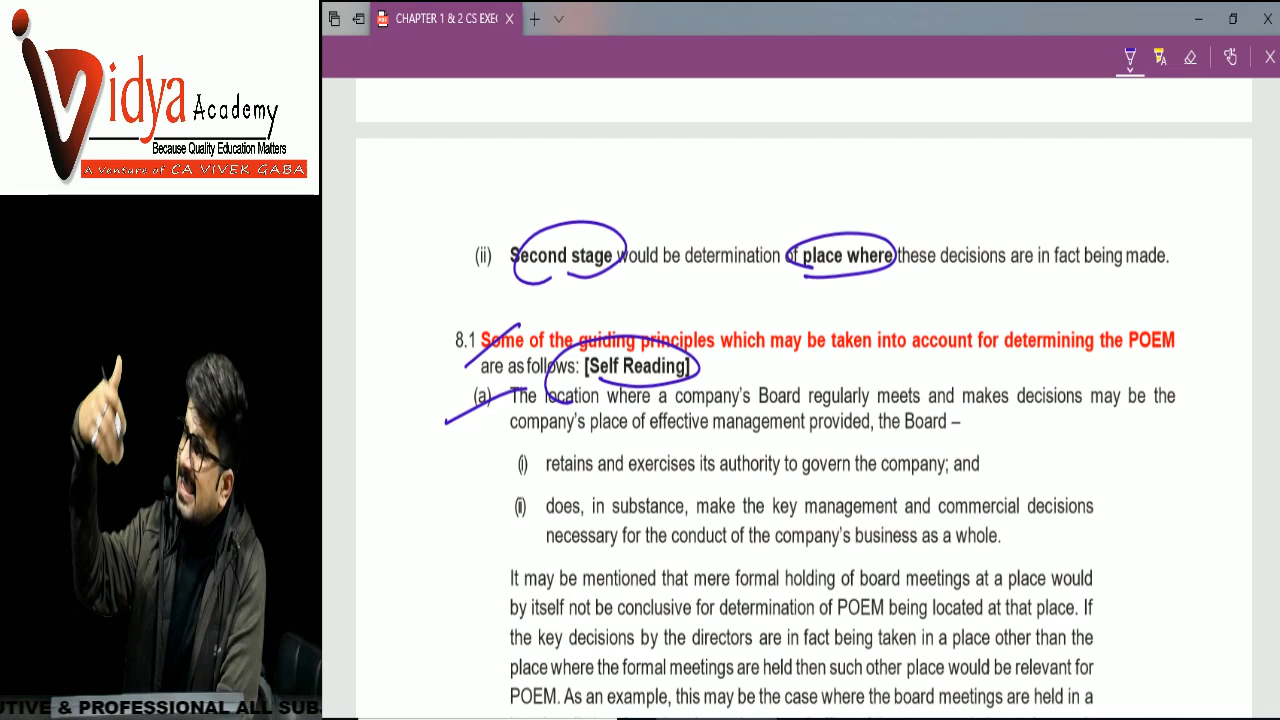 CHAPTER 1 & 2 CS EXE
Vidya
Academy
Because Quality Education Matters
A Venture of CA VIVEK GABA
(ii) Second stage would be determination of place where these decisions are in fact being made.
8.1 Some of the guiding principles which may be taken into account for determining the POEM
are as follows: [Self Reading]
(a) The location where a company's Board regularly meets and makes decisions may be the
company's place of effective management provided, the Board –
(i) retains and exercises its authority to govern the company; and
(ii) does, in substance, make the key management and commercial decisions
necessary for the conduct of the company's business as a whole.
It may be mentioned that mere formal holding of board meetings at a place would
by itself not be conclusive for determination of POEM being located at that place. If
the key decisions by the directors are in fact being taken in a place other than the
place where the formal meetings are held then such other place would be relevant for
POEM. As an example, this may be the case where the board meetings are held in a
UTIVE & PROFESSIONAL ALL SUB